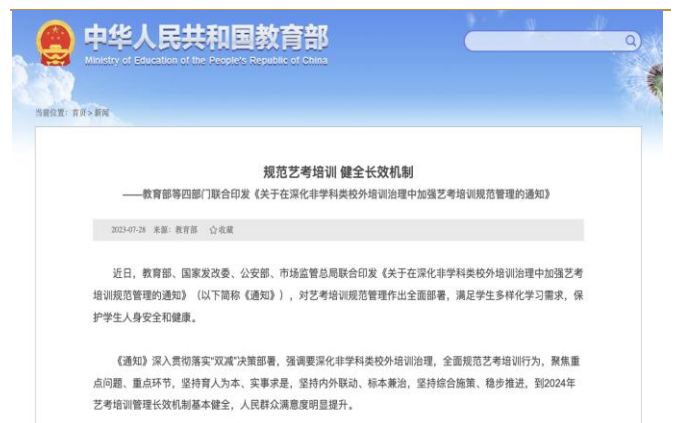 中华人民共和国教育部
Ministry of Education of the People's Republic of China
当前位置：首页 > 新闻
规范艺考培训 健全长效机制
——教育部等四部门联合印发《关于在深化非学科类校外培训治理中加强艺考培训规范管理的通知》
2023-07-28 来源：教育部 收藏
近日，教育部、国家发改委、公安部、市场监管总局联合印发《关于在深化非学科类校外培训治理中加强艺考
培训规范管理的通知》（以下简称《通知》），对艺考培训规范管理作出全面部署，满足学生多样化学习需求，保
护学生人身安全和健康。
《通知》深入贯彻落实“双减”决策部署，强调要深化非学科类校外培训治理，全面规范艺考培训行为，聚焦重
点问题、重点环节，坚持育人为本、实事求是，坚持内外联动、标本兼治，坚持综合施策、稳步推进，到2024年
艺考培训管理长效机制基本健全，人民群众满意度明显提升。